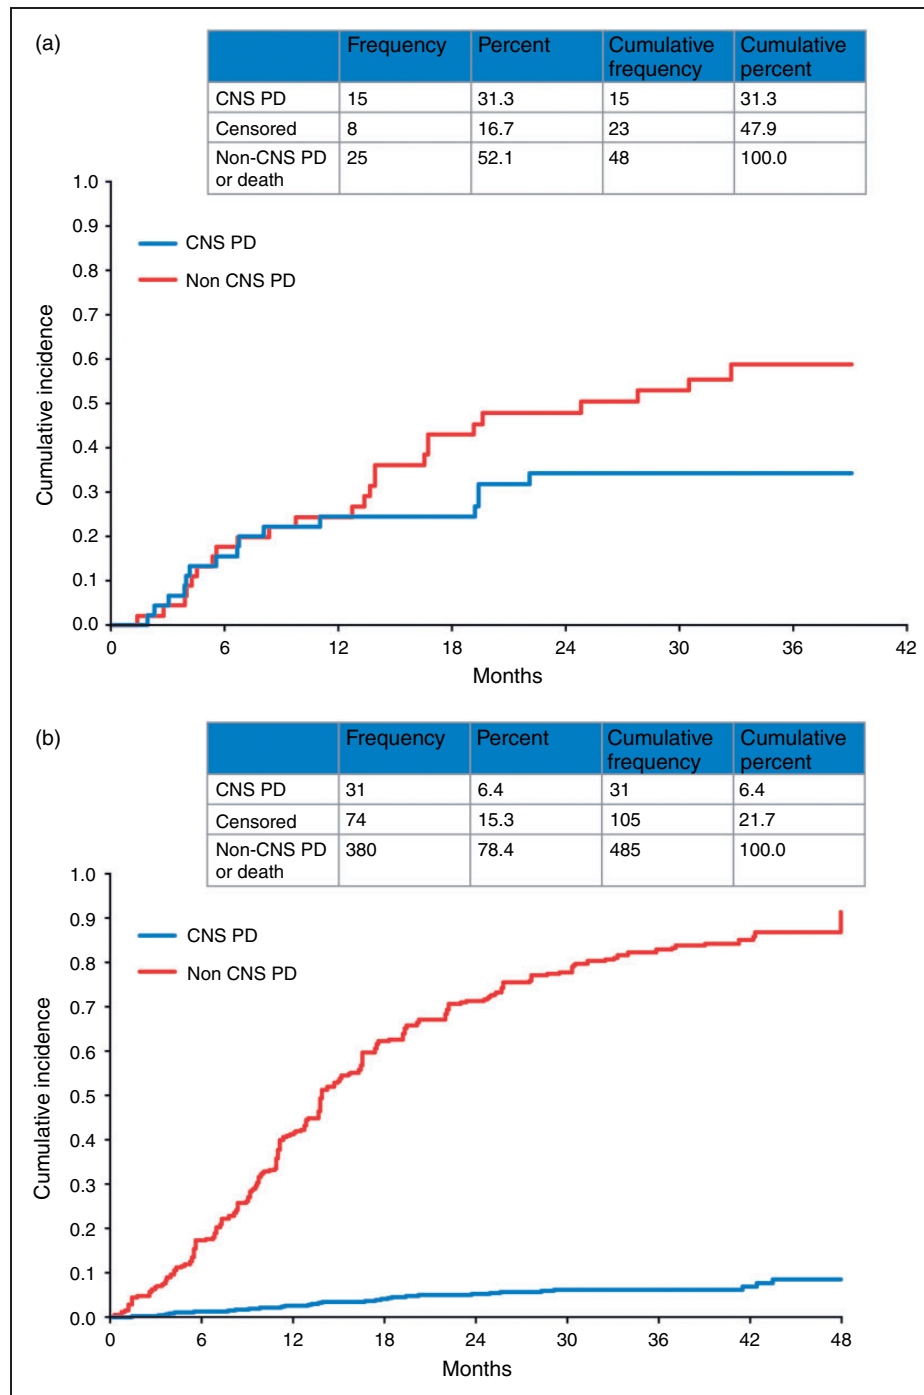 (a)
Frequency Percent Cumulative Cumulative
frequency percent
CNS PD 15 31.3 15 31.3
Censored 8 16.7 23 47.9
Non-CNS PD 25 52.1 48 100.0
or death
1.0
0.9
0.8
0.7
0.6
0.5
0.4
0.3
0.2
0.1
0.0
Cumulative incidence
CNS PD
Non CNS PD
0 6 12 18 24 30 36 42
Months
(b)
Frequency Percent Cumulative Cumulative
frequency percent
CNS PD 31 6.4 31 6.4
Censored 74 15.3 105 21.7
Non-CNS PD 380 78.4 485 100.0
or death
1.0
0.9
0.8
0.7
0.6
0.5
0.4
0.3
0.2
0.1
0.0
Cumulative incidence
CNS PD
Non CNS PD
0 6 12 18 24 30 36 42 48
Months